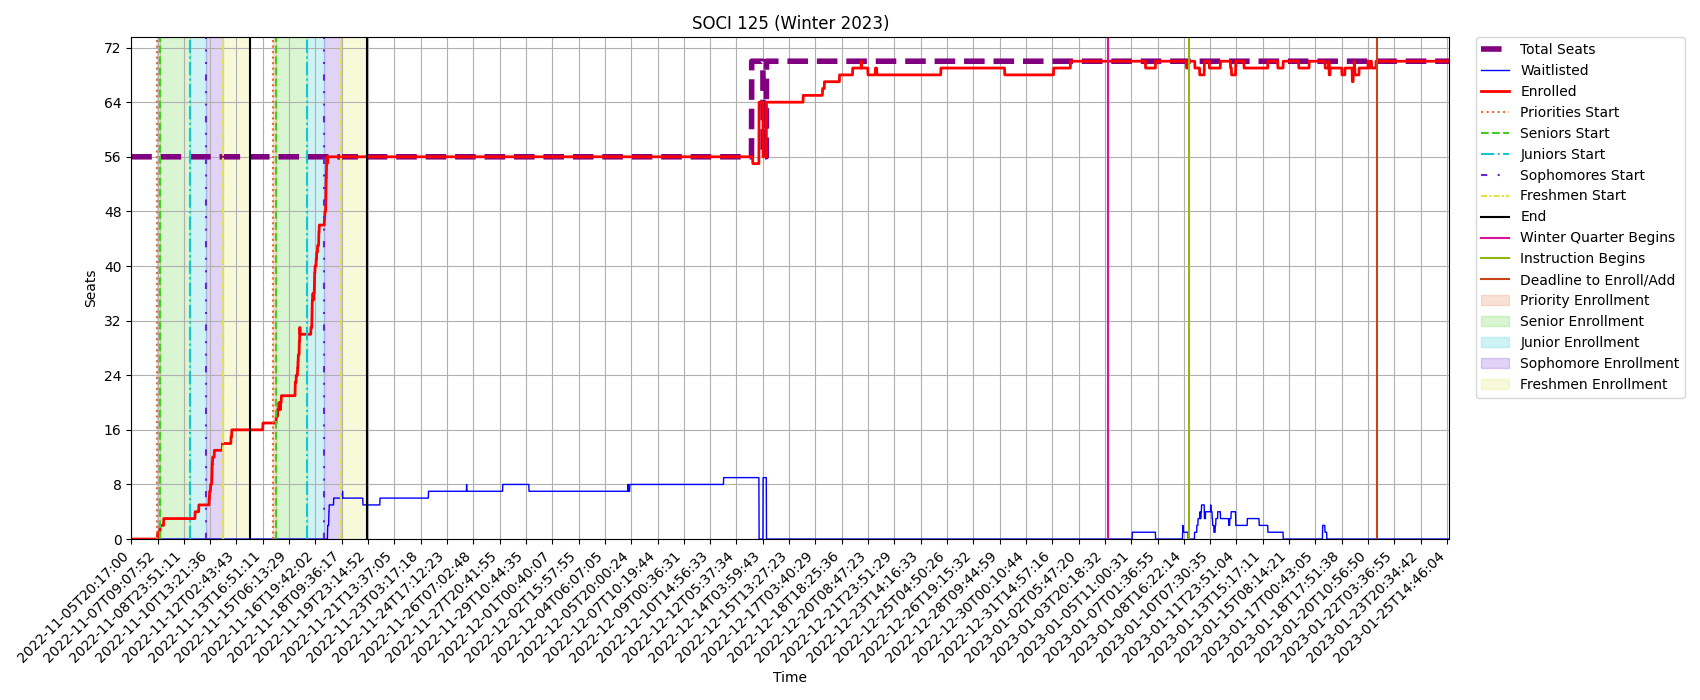 SOCI 125 (Winter 2023)
Seats
72
64
56
48
40
32
24
16
8
0
2022-11-05T20:17:00
2022-11-07T09:07:52
2022-11-08T23:51:11
2022-11-10T13:21:36
2022-11-12T02:43:43
2022-11-13T16:51:11
2022-11-15T06:13:29
2022-11-16T19:42:02
2022-11-18T09:36:17
2022-11-19T23:14:52
2022-11-21T13:37:05
2022-11-23T03:17:18
2022-11-24T17:12:23
2022-11-26T07:02:48
2022-11-27T20:41:55
2022-11-29T10:44:35
2022-12-01T00:40:07
2022-12-02T15:57:55
2022-12-04T06:07:05
2022-12-05T20:00:24
2022-12-07T10:19:44
2022-12-09T00:36:31
2022-12-10T14:56:33
2022-12-12T05:37:34
2022-12-14T03:59:43
2022-12-15T13:27:23
2022-12-17T03:40:29
2022-12-18T18:25:36
2022-12-20T08:47:23
2022-12-21T23:51:29
2022-12-23T14:16:33
2022-12-25T04:50:26
2022-12-26T19:15:32
2022-12-28T09:44:59
2022-12-30T00:10:44
2022-12-31T14:57:16
2023-01-02T05:47:20
2023-01-03T20:18:32
2023-01-05T11:00:31
2023-01-07T01:36:55
2023-01-08T16:22:14
2023-01-10T07:30:35
2023-01-11T23:51:04
2023-01-13T15:17:11
2023-01-15T08:14:21
2023-01-17T00:43:05
2023-01-18T17:51:38
2023-01-20T10:56:50
2023-01-22T03:36:55
2023-01-23T20:34:42
2023-01-25T14:46:04
Time
Total Seats
Waitlisted
Enrolled
Priorities Start
Seniors Start
Juniors Start
Sophomores Start
Freshmen Start
End
Winter Quarter Begins
Instruction Begins
Deadline to Enroll/Add
Priority Enrollment
Senior Enrollment
Junior Enrollment
Sophomore Enrollment
Freshmen Enrollment